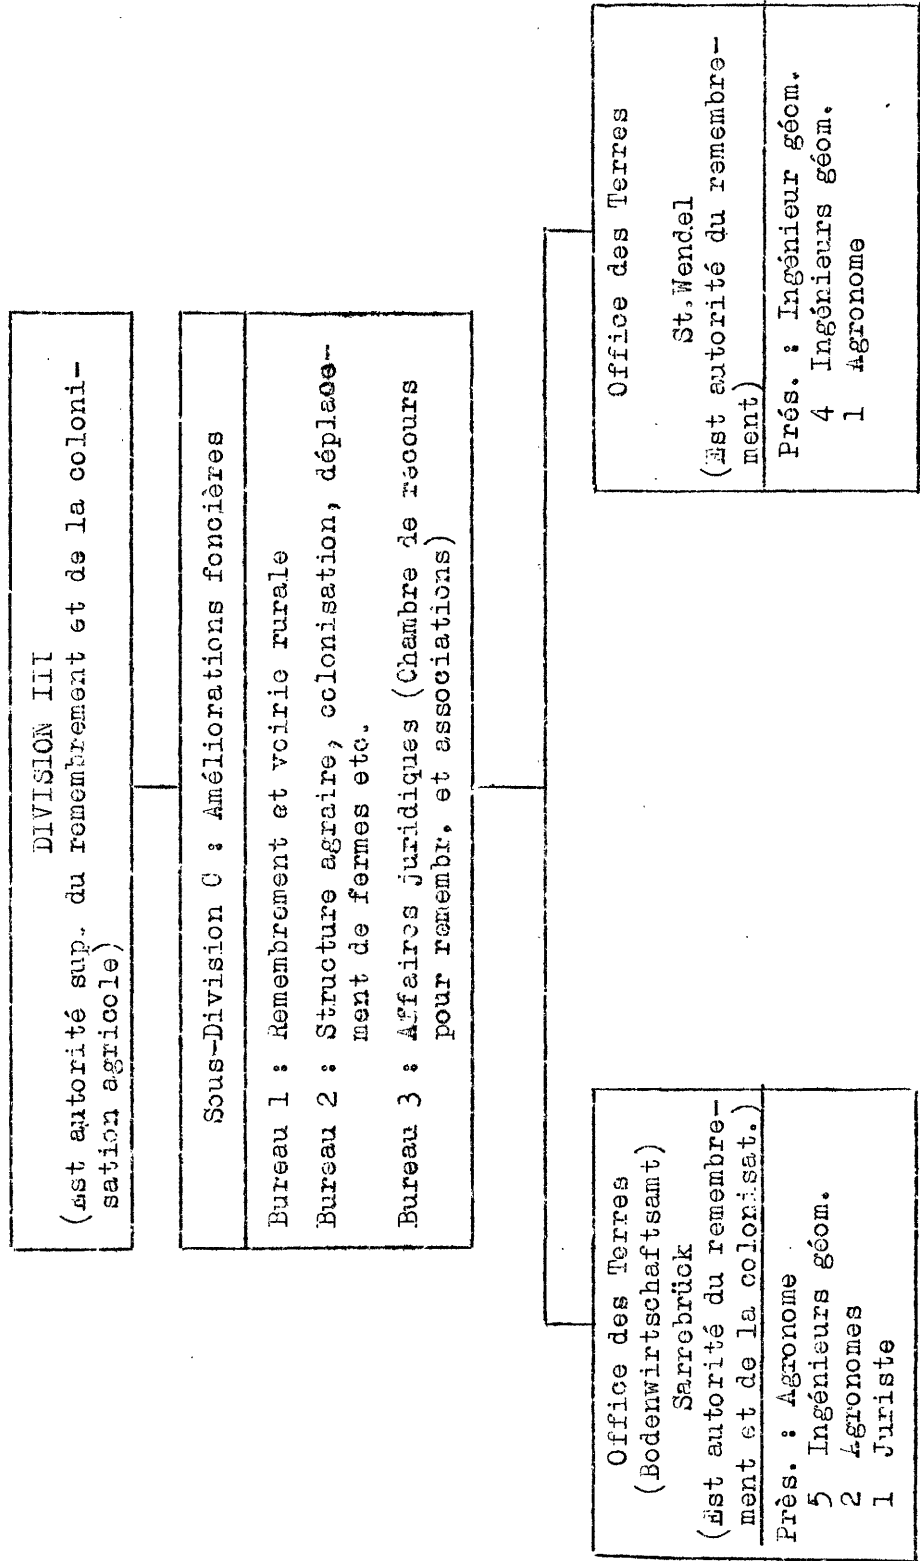 DIVISION III
(Est autorité sup. du remembrement et de la coloni-
sation agricole)
Sous-Division C : Améliorations foncières
Bureau 1 : Remembrement et voirie rurale
Bureau 2 : Structure agraire, colonisation, déplace-
ment de fermes etc.
Bureau 3 : Affaires juridiques (Chambre de recours
pour remembr. et associations)
Office des Terres
(Bodenwirtschaftsamt)
Sarrebrück
(Est autorité du remembre-
ment et de la colonisat.)
Près. : Agronome
5 Ingénieurs géom.
2 Agronomes
1 Juriste
Office des Terres
St.Wendel
(Est autorité du remembre-
ment)
Prés. : Ingénieur géom.
4 Ingénieurs géom.
1 Agronome